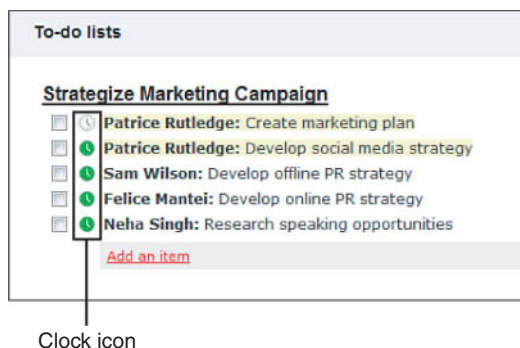 To-do lists
Strategize Marketing Campaign
Patrice Rutledge: Create marketing plan
Patrice Rutledge: Develop social media strategy
Sam Wilson: Develop offline PR strategy
Felice Mantei: Develop online PR strategy
Neha Singh: Research speaking opportunities
Add an item
Clock icon